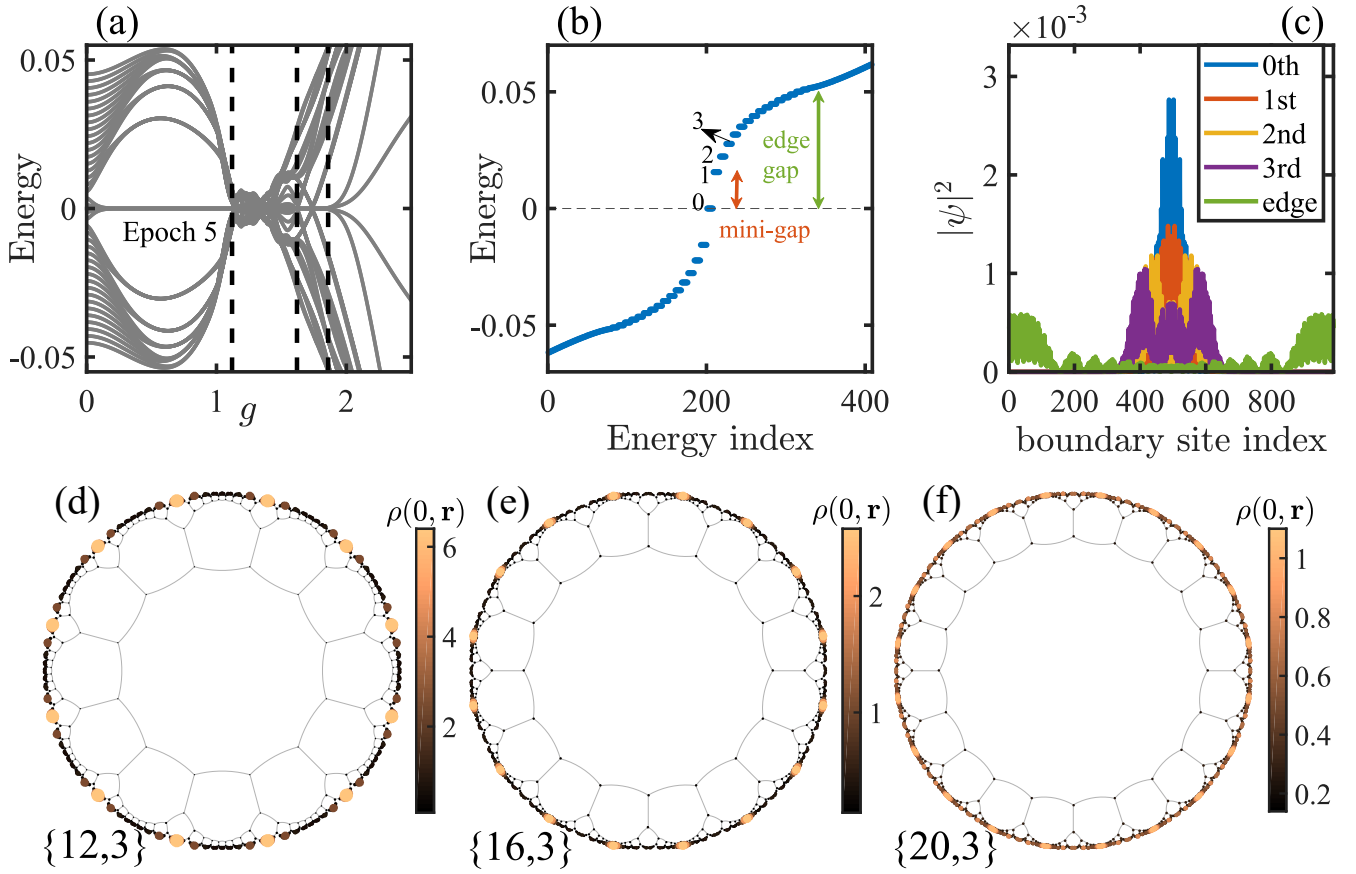 (a)
0.05
0
-0.05
Energy
Epoch 5
0
1
2
g
(b)
0.05
0
-0.05
Energy
3
2
1
0
edge
gap
mini-gap
0
200
400
Energy index
×10⁻³
(c)
3
2
1
0
|ψ|²
0th
1st
2nd
3rd
edge
0
200
400
600
800
boundary site index
(d)
ρ(0, r)
6
4
2
{12,3}
(e)
ρ(0, r)
2
1
{16,3}
(f)
ρ(0, r)
1
0.8
0.6
0.4
0.2
{20,3}